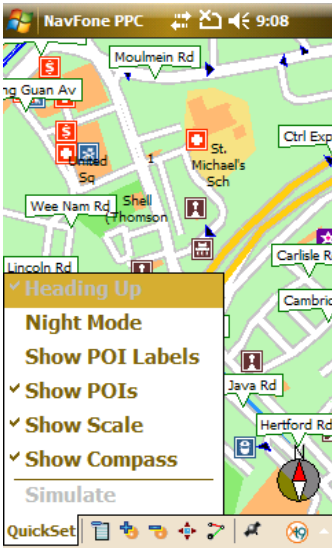 NavFone PPC 9:08
Moulmein Rd
ng Guan Av
Ctrl Exp
United
Sq
1
St.
Michael's
Sch
Wee Nam Rd
Shell
(Thomson
Carlisle R
Lincoln Rd
Heading Up
Cambric
Night Mode
Show POI Labels
Show POIs
Java Rd
Show Scale
Hertford Rd
N
Show Compass
Simulate
QuickSet